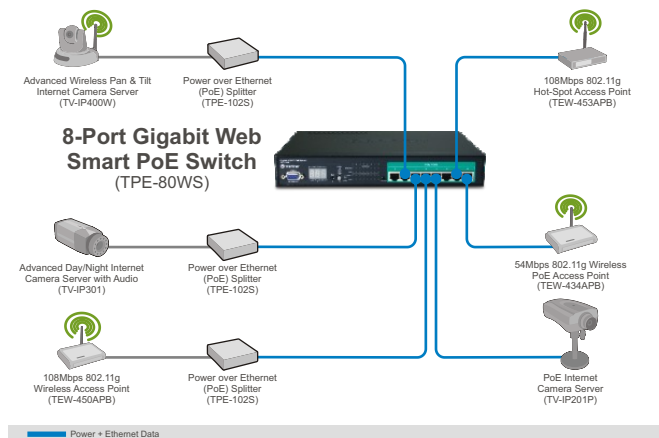 Advanced Wireless Pan & Tilt
Internet Camera Server
(TV-IP400W)
Power over Ethernet
(PoE) Splitter
(TPE-102S)
108Mbps 802.11g
Hot-Spot Access Point
(TEW-453APB)
8-Port Gigabit Web
Smart PoE Switch
(TPE-80WS)
Advanced Day/Night Internet
Camera Server with Audio
(TV-IP301)
Power over Ethernet
(PoE) Splitter
(TPE-102S)
54Mbps 802.11g Wireless
PoE Access Point
(TEW-434APB)
108Mbps 802.11g
Wireless Access Point
(TEW-450APB)
Power over Ethernet
(PoE) Splitter
(TPE-102S)
PoE Internet
Camera Server
(TV-IP201P)
Power + Ethernet Data